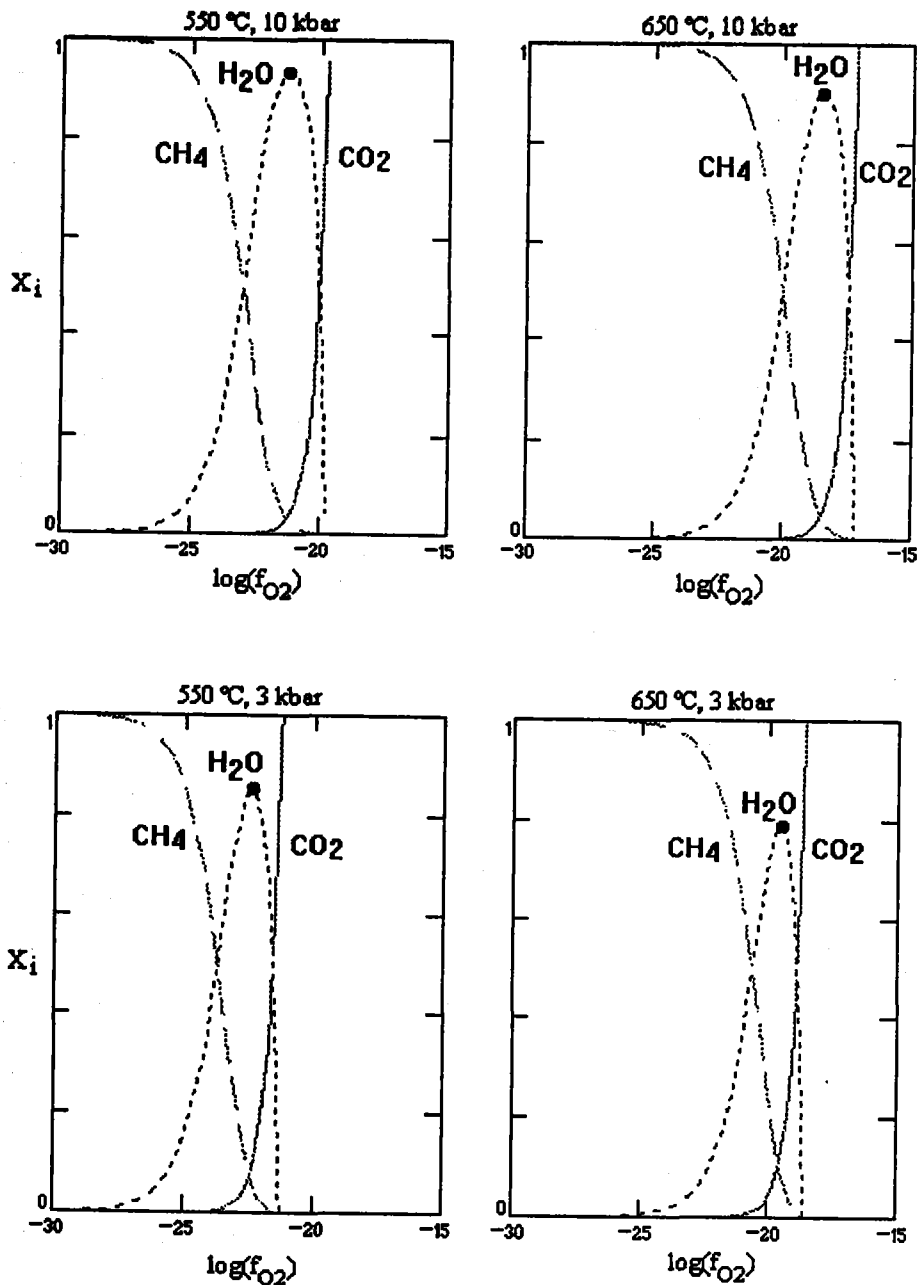 550 °C, 10 kbar
1
H2O
CH4
CO2
Xi
0
−30
−25
−20
−15
log(fO2)
650 °C, 10 kbar
1
H2O
CH4
CO2
0
−30
−25
−20
−15
log(fO2)
550 °C, 3 kbar
1
H2O
CH4
CO2
Xi
0
−30
−25
−20
−15
log(fO2)
650 °C, 3 kbar
1
H2O
CH4
CO2
0
−30
−25
−20
−15
log(fO2)